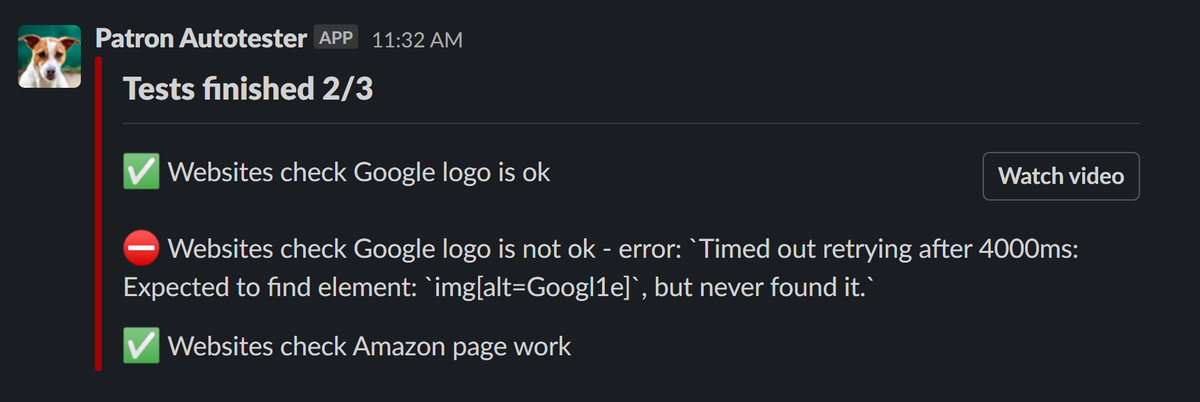 Patron Autotester APP 11:32 AM
Tests finished 2/3
Websites check Google logo is ok
Watch video
Websites check Google logo is not ok - error: `Timed out retrying after 4000ms:
Expected to find element: `img[alt=Googl1e]`, but never found it.`
Websites check Amazon page work